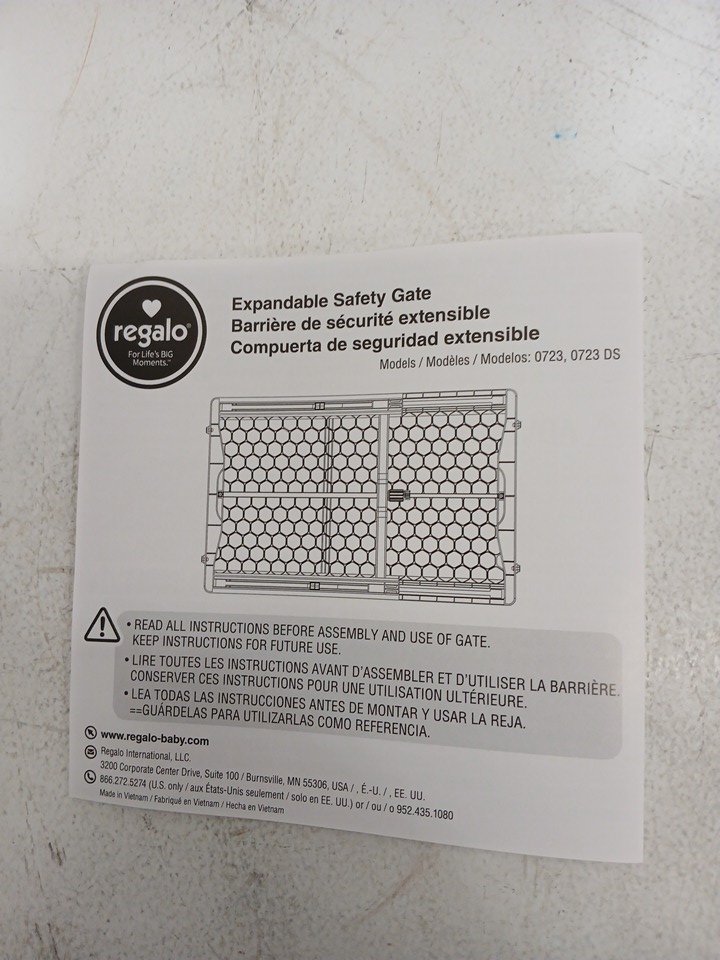 regalo®
For Life's BIG
Moments.™
Expandable Safety Gate
Barrière de sécurité extensible
Compuerta de seguridad extensible
Models / Modèles / Modelos: 0723, 0723 DS
• READ ALL INSTRUCTIONS BEFORE ASSEMBLY AND USE OF GATE.
KEEP INSTRUCTIONS FOR FUTURE USE.
• LIRE TOUTES LES INSTRUCTIONS AVANT D'ASSEMBLER ET D'UTILISER LA BARRIÈRE.
CONSERVER CES INSTRUCTIONS POUR UNE UTILISATION ULTÉRIEURE.
• LEA TODAS LAS INSTRUCCIONES ANTES DE MONTAR Y USAR LA REJA.
==GUÁRDELAS PARA UTILIZARLAS COMO REFERENCIA.
www.regalo-baby.com
Regalo International, LLC.
3200 Corporate Center Drive, Suite 100 / Burnsville, MN 55306, USA / , É.-U. / , EE. UU.
866.272.5274 (U.S. only / aux États-Unis seulement / solo en EE. UU.) or / ou / o 952.435.1080
Made in Vietnam / Fabriqué en Vietnam / Hecha en Vietnam